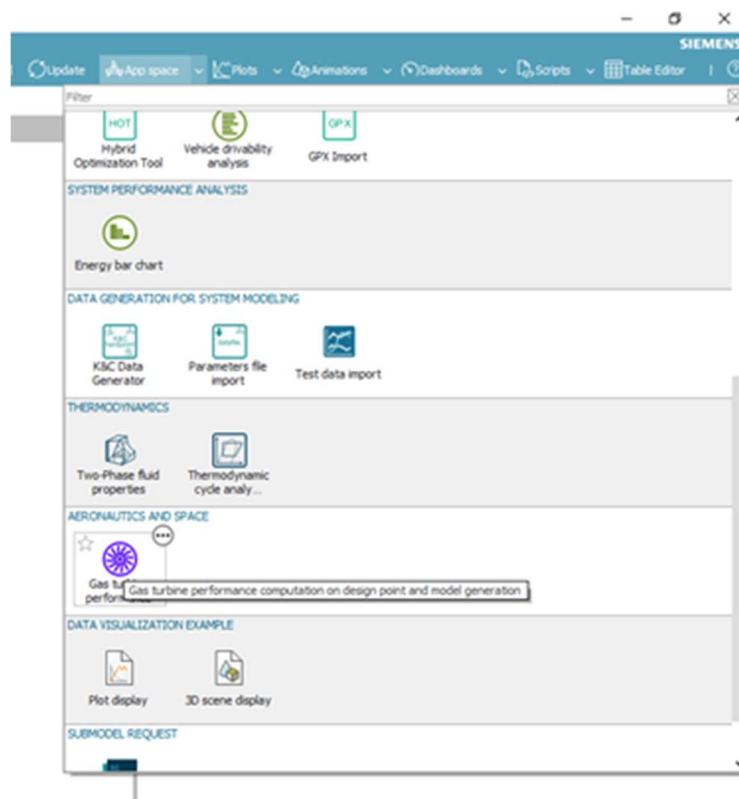 SIEMENS
Update App space Plots Animations Dashboards Scripts Table Editor
Filter
HOT GPX
Hybrid Optimization Tool
Vehicle drivability analysis
GPX Import
SYSTEM PERFORMANCE ANALYSIS
Energy bar chart
DATA GENERATION FOR SYSTEM MODELING
K&C Data Generator
Parameters file import
Test data import
THERMODYNAMICS
Two-Phase fluid properties
Thermodynamic cycle analy...
AERONAUTICS AND SPACE
Gas tu
perfor
Gas turbine performance computation on design point and model generation
DATA VISUALIZATION EXAMPLE
Plot display
3D scene display
SUBMODEL REQUEST